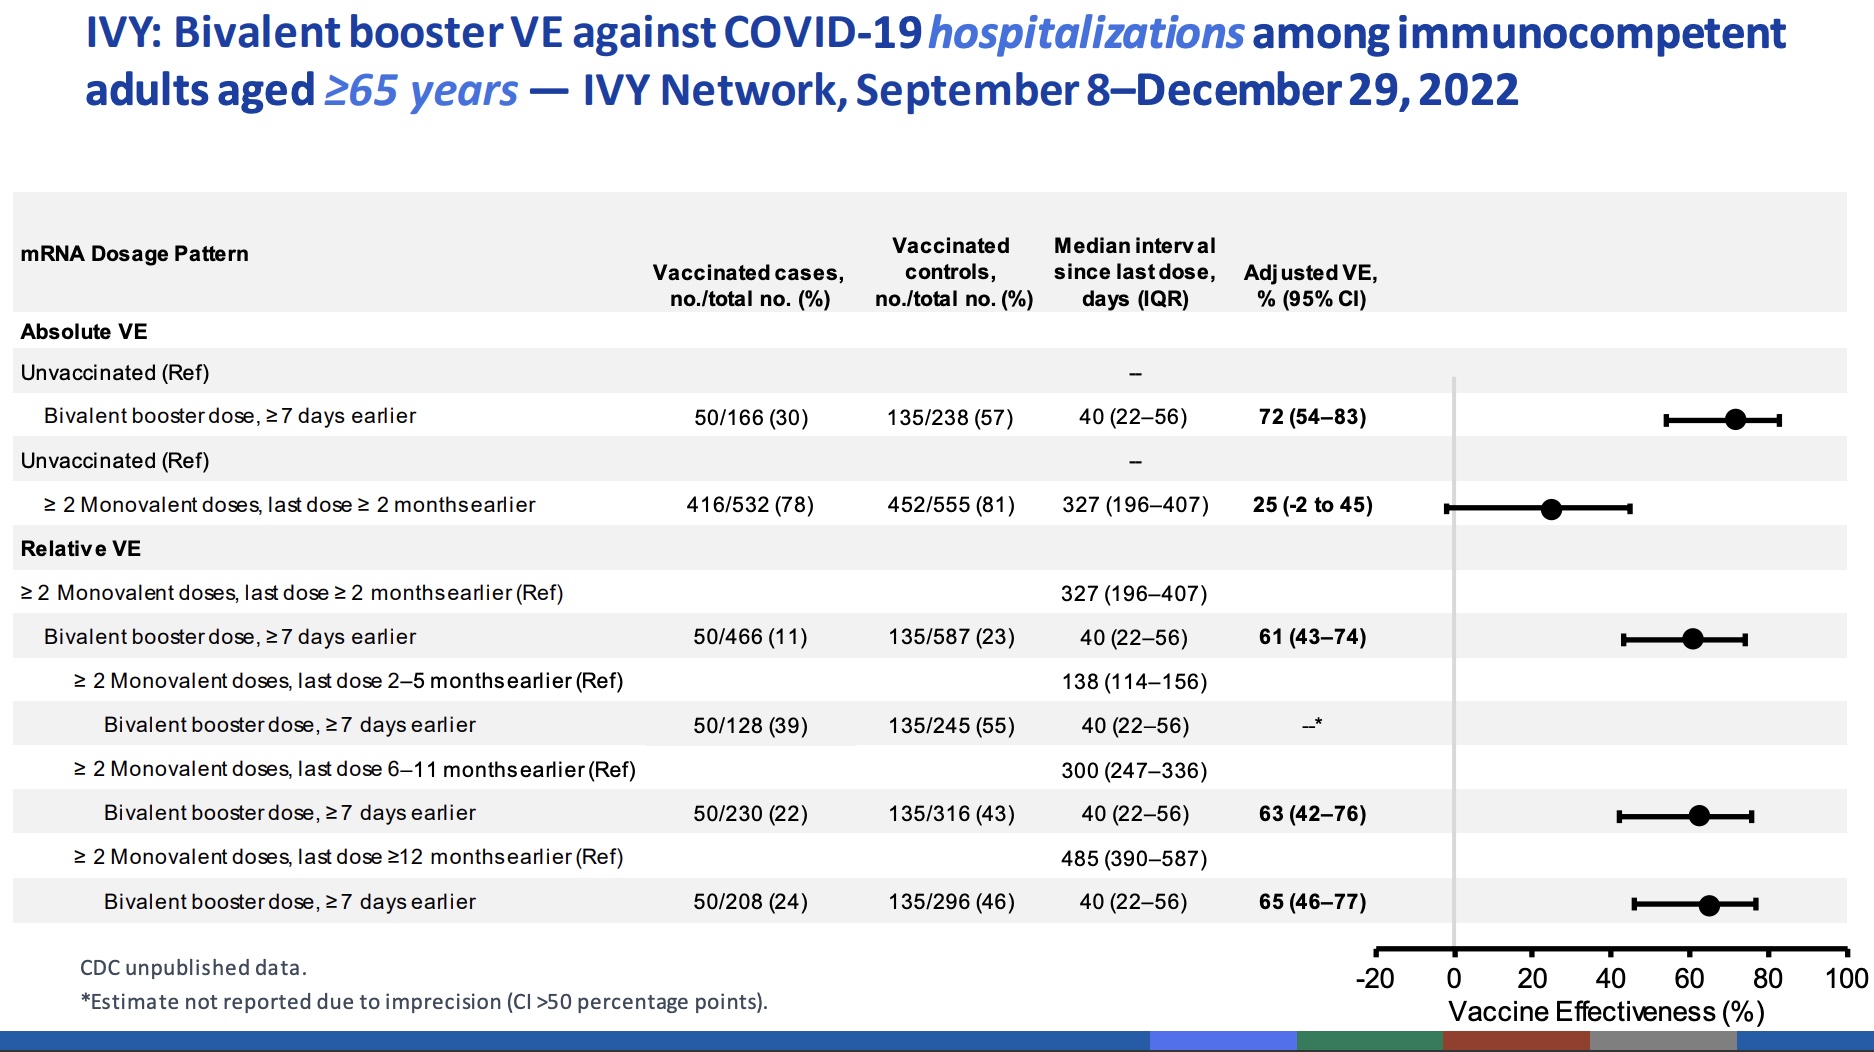 IVY: Bivalent booster VE against COVID-19 hospitalizations among immunocompetent
adults aged ≥65 years — IVY Network, September 8–December 29, 2022
mRNA Dosage Pattern
Vaccinated cases,
no./total no. (%)
Vaccinated
controls,
no./total no. (%)
Median interval
since last dose,
days (IQR)
Adjusted VE,
% (95% CI)
Absolute VE
Unvaccinated (Ref) --
Bivalent booster dose, ≥7 days earlier 50/166 (30) 135/238 (57) 40 (22–56) 72 (54–83)
Unvaccinated (Ref) --
≥ 2 Monovalent doses, last dose ≥ 2 months earlier 416/532 (78) 452/555 (81) 327 (196–407) 25 (-2 to 45)
Relative VE
≥ 2 Monovalent doses, last dose ≥ 2 months earlier (Ref) 327 (196–407)
Bivalent booster dose, ≥7 days earlier 50/466 (11) 135/587 (23) 40 (22–56) 61 (43–74)
≥ 2 Monovalent doses, last dose 2–5 months earlier (Ref) 138 (114–156)
Bivalent booster dose, ≥7 days earlier 50/128 (39) 135/245 (55) 40 (22–56) --*
≥ 2 Monovalent doses, last dose 6–11 months earlier (Ref) 300 (247–336)
Bivalent booster dose, ≥7 days earlier 50/230 (22) 135/316 (43) 40 (22–56) 63 (42–76)
≥ 2 Monovalent doses, last dose ≥12 months earlier (Ref) 485 (390–587)
Bivalent booster dose, ≥7 days earlier 50/208 (24) 135/296 (46) 40 (22–56) 65 (46–77)
-20 0 20 40 60 80 100
Vaccine Effectiveness (%)
CDC unpublished data.
*Estimate not reported due to imprecision (CI >50 percentage points).